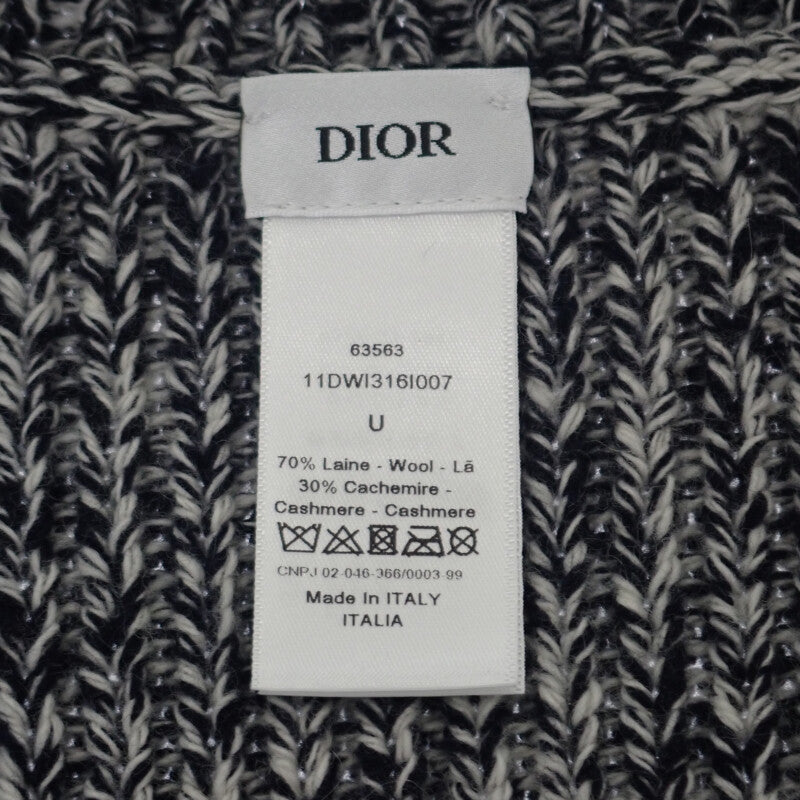 DIOR
63563
11DWI316I007
U
70% Laine - Wool - Lã
30% Cachemire -
Cashmere - Cashmere
CNPJ 02-046-366/0003-99
Made In ITALY
ITALIA